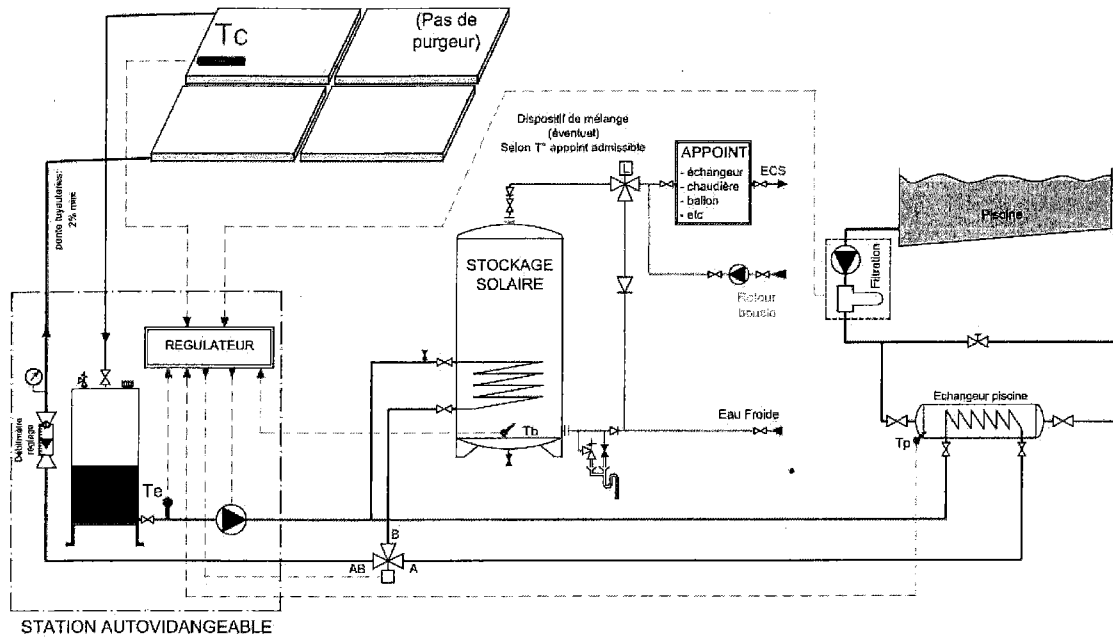 Tc
(Pas de
purgeur)
Dispositif de mélange
(éventuel)
Selon T° appoint admissible
L
APPOINT
- échangeur
- chaudière
- ballon
- etc
ECS
pente tuyauteries:
2% mini
STOCKAGE
SOLAIRE
Piscine
Filtration
Retour
REGULATEUR
Débitmètre
réglage
Te
Tb
Eau Froide
Echangeur piscine
Tp
B
AB
A
STATION AUTOVIDANGEABLE